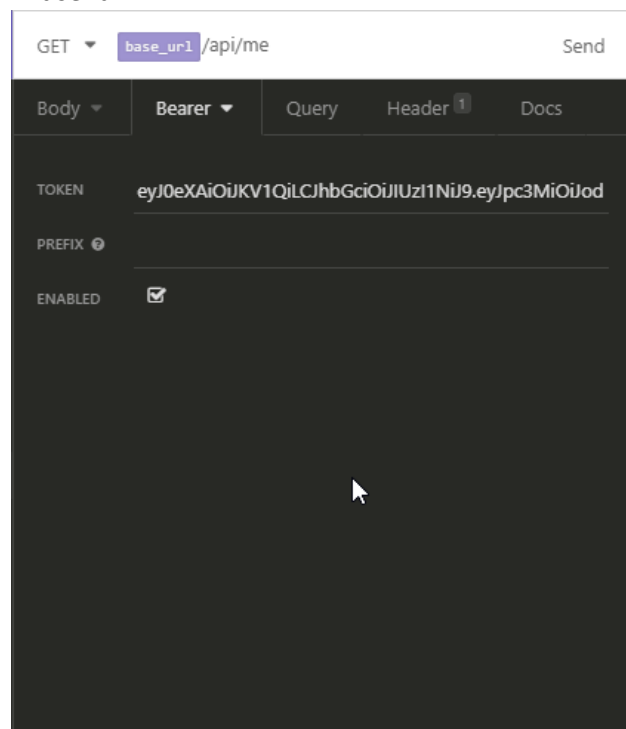 GET base_url /api/me Send
Body Bearer Query Header 1 Docs
TOKEN eyJ0eXAiOiJKV1QiLCJhbGciOiJIUzI1NiJ9.eyJpc3MiOiJod
PREFIX
ENABLED